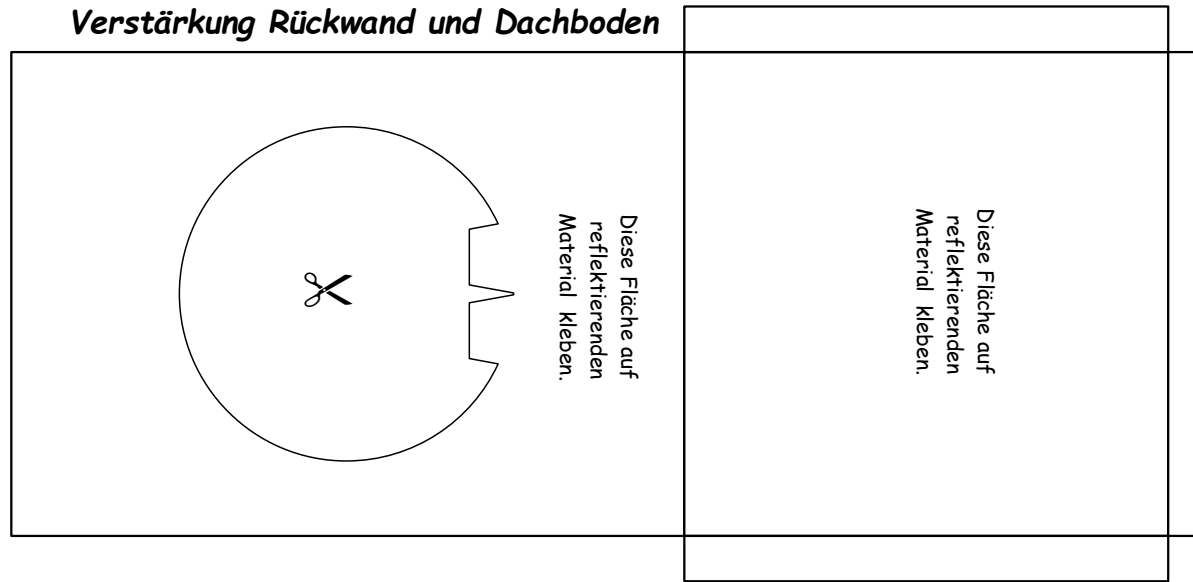 Verstärkung Rückwand und Dachboden
Diese Fläche auf
reflektierenden
Material kleben.
Diese Fläche auf
reflektierenden
Material kleben.